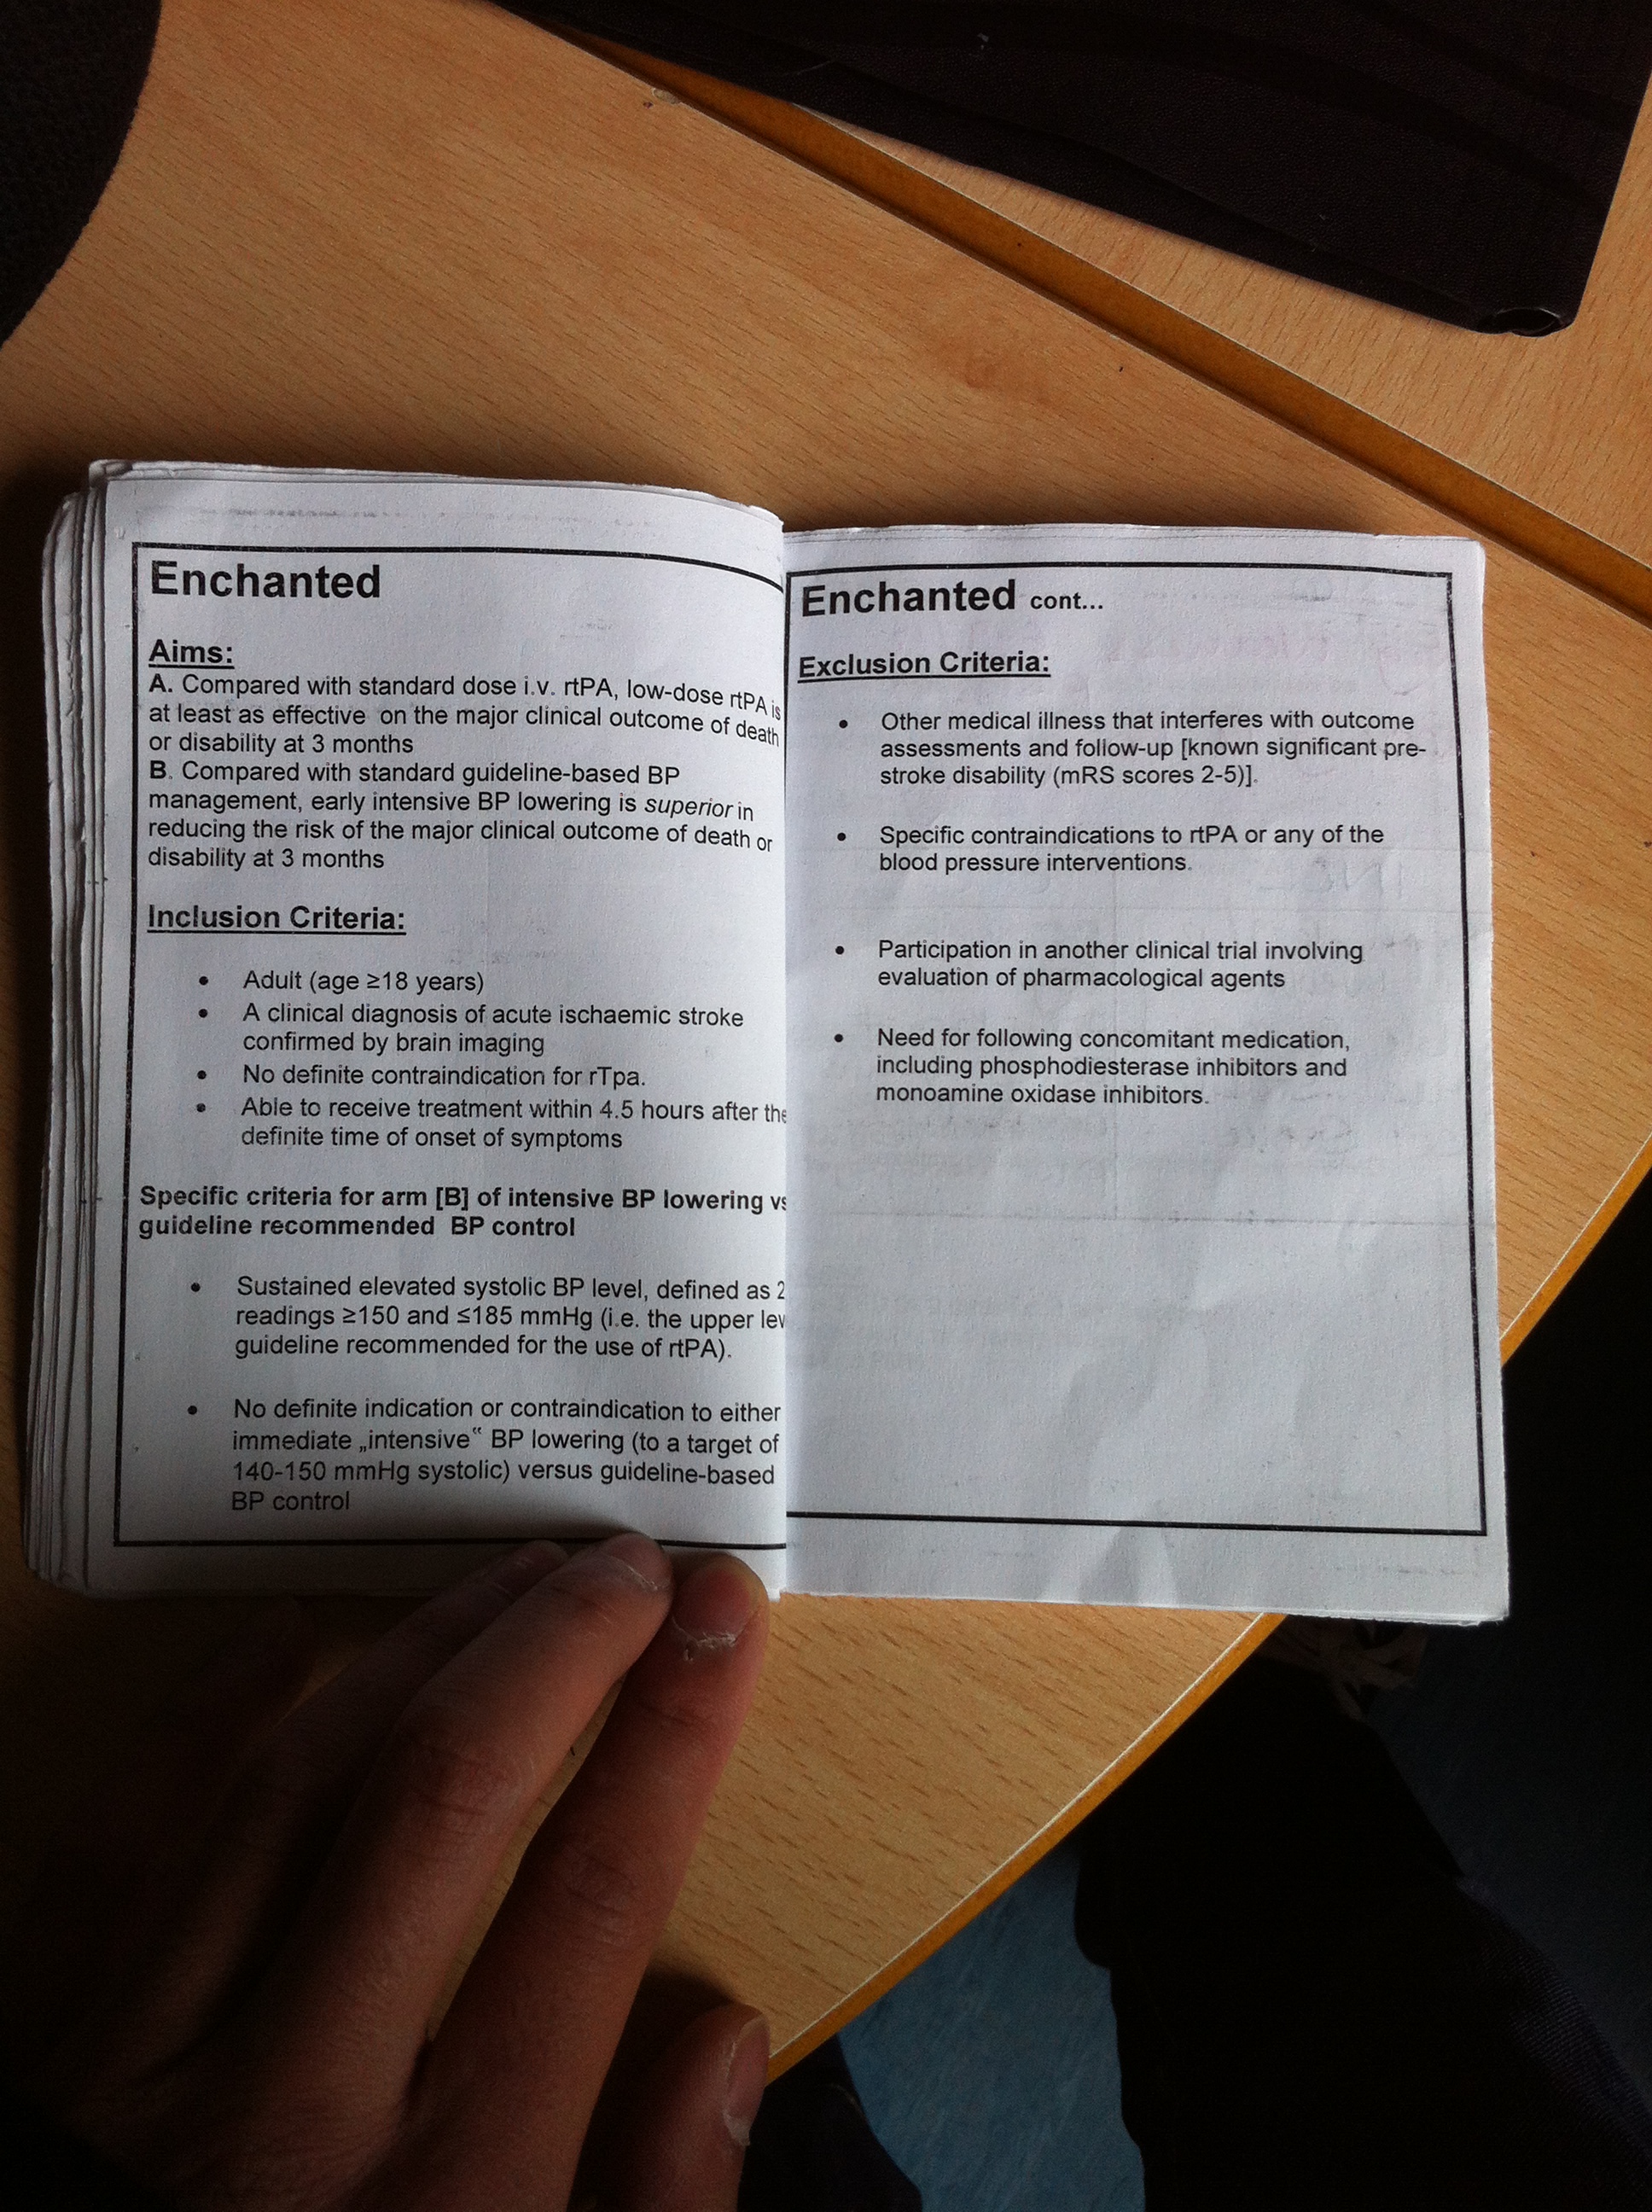 Enchanted
Aims:
A. Compared with standard dose i.v. rtPA, low-dose rtPA is
at least as effective on the major clinical outcome of death
or disability at 3 months
B. Compared with standard guideline-based BP
management, early intensive BP lowering is superior in
reducing the risk of the major clinical outcome of death or
disability at 3 months
Inclusion Criteria:
• Adult (age ≥18 years)
• A clinical diagnosis of acute ischaemic stroke
confirmed by brain imaging
• No definite contraindication for rTpa.
• Able to receive treatment within 4.5 hours after the
definite time of onset of symptoms
Specific criteria for arm [B] of intensive BP lowering vs
guideline recommended BP control
• Sustained elevated systolic BP level, defined as 2
readings ≥150 and ≤185 mmHg (i.e. the upper
guideline recommended for the use of rtPA).
• No definite indication or contraindication to either
immediate „intensive‟ BP lowering (to a target of
140-150 mmHg systolic) versus guideline-based
BP control
Enchanted cont...
Exclusion Criteria:
• Other medical illness that interferes with outcome
assessments and follow-up [known significant pre-
stroke disability (mRS scores 2-5)].
• Specific contraindications to rtPA or any of the
blood pressure interventions.
• Participation in another clinical trial involving
evaluation of pharmacological agents
• Need for following concomitant medication,
including phosphodiesterase inhibitors and
monoamine oxidase inhibitors.